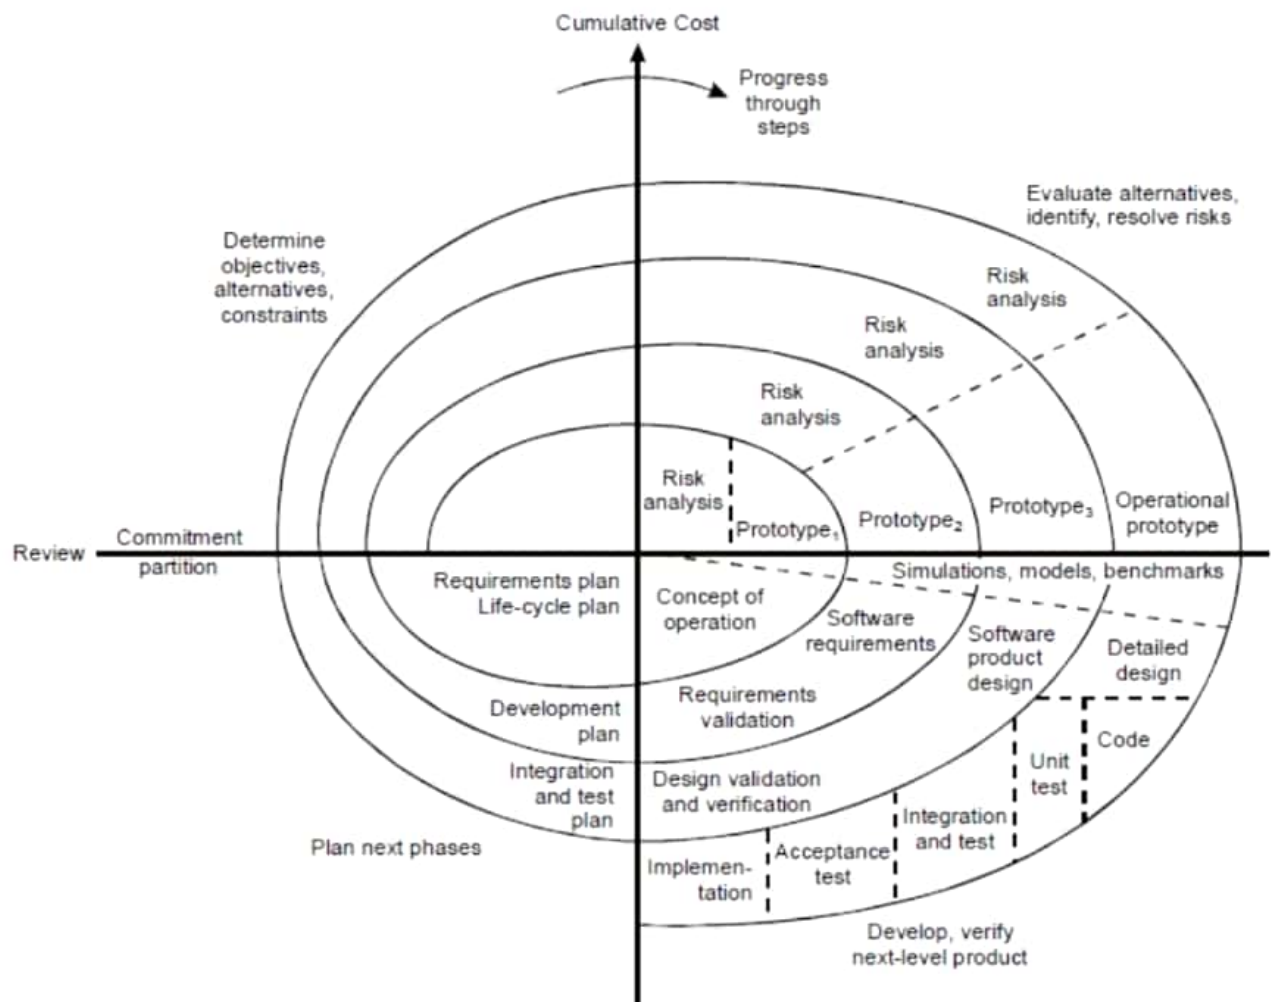 Cumulative Cost
Progress
through
steps
Evaluate alternatives,
identify, resolve risks
Determine
objectives,
alternatives,
constraints
Risk
analysis
Risk
analysis
Risk
analysis
Risk
analysis
Prototype₁
Prototype₂
Prototype₃
Operational
prototype
Review
Commitment
partition
Requirements plan
Life-cycle plan
Concept of
operation
Simulations, models, benchmarks
Software
requirements
Software
product
design
Detailed
design
Development
plan
Requirements
validation
Code
Unit
test
Integration
and test
plan
Design validation
and verification
Integration
and test
Acceptance
test
Implemen-
tation
Plan next phases
Develop, verify
next-level product